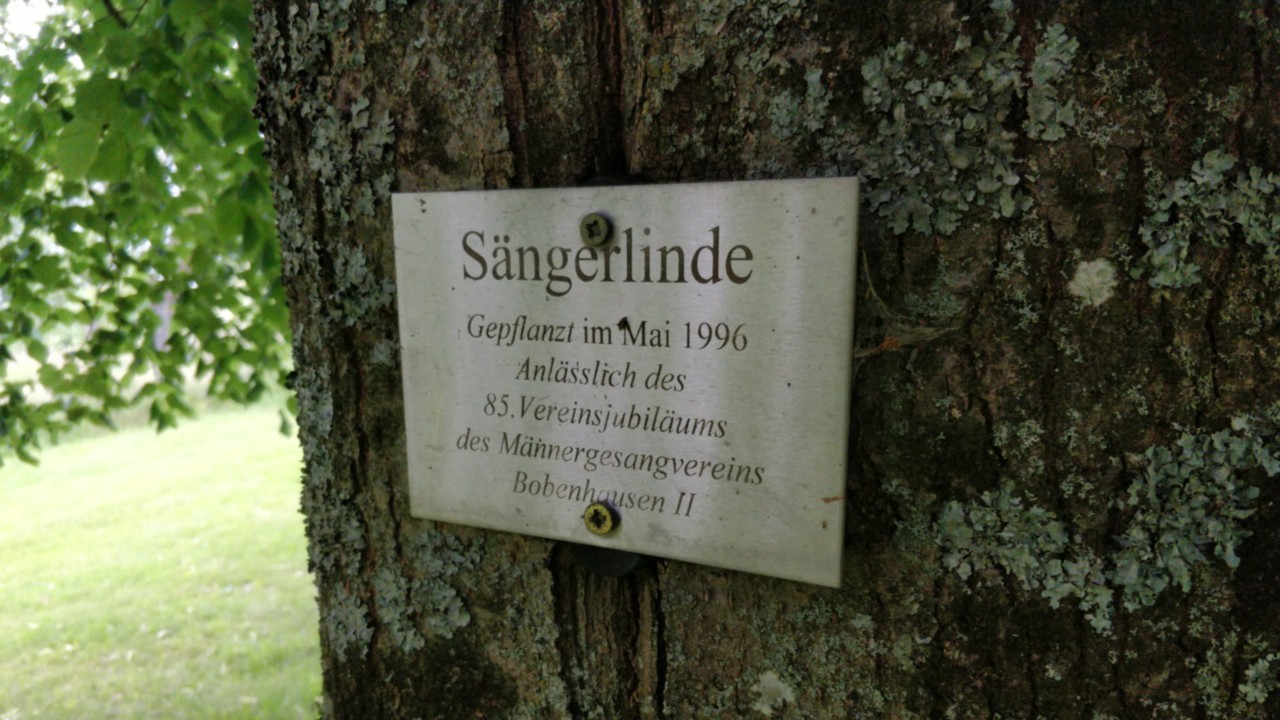 Sängerlinde
Gepflanzt im Mai 1996
Anlässlich des
85.Vereinsjubiläums
des Männergesangvereins
Bobenhausen II